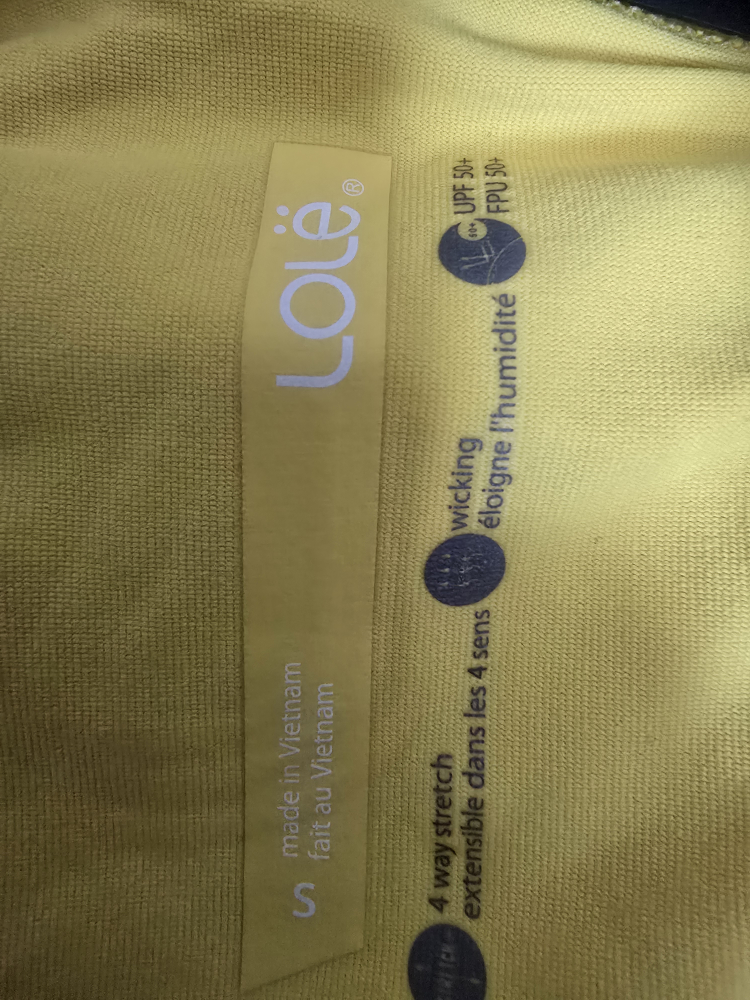 S
made in Vietnam
fait au Vietnam
LOLË®
4 way stretch
extensible dans les 4 sens
wicking
éloigne l'humidité
50+
UPF 50+
FPU 50+